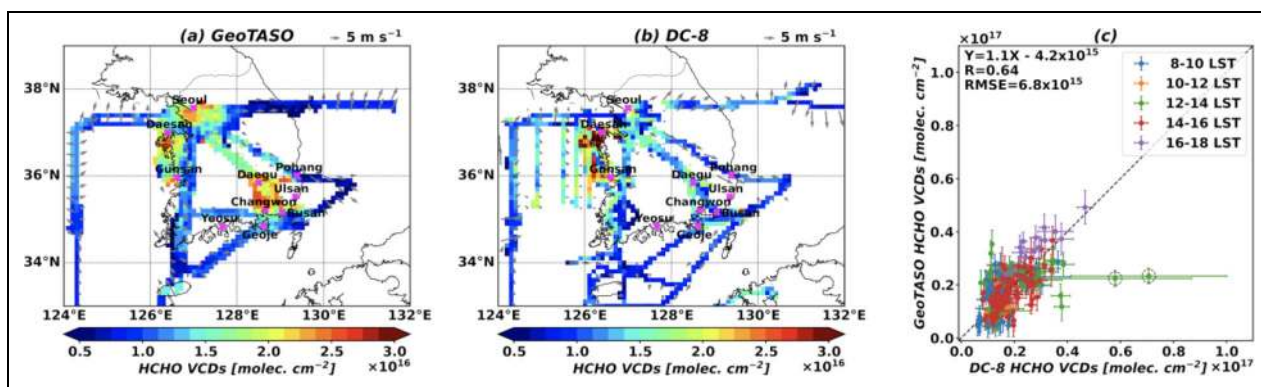 (a) GeoTASO
5 m s⁻¹
38°N
36°N
34°N
Seoul
Daesan
Gunsan
Pohang
Daegu
Ulsan
Changwon
Busan
Yeosu
Geoje
124°E 126°E 128°E 130°E 132°E
0.5 1.0 1.5 2.0 2.5 3.0
×10¹⁶
HCHO VCDs [molec. cm⁻²]
(b) DC-8
5 m s⁻¹
38°N
36°N
34°N
Seoul
Daesan
Gunsan
Pohang
Daegu
Ulsan
Changwon
Busan
Yeosu
Geoje
124°E 126°E 128°E 130°E 132°E
0.5 1.0 1.5 2.0 2.5 3.0
×10¹⁶
HCHO VCDs [molec. cm⁻²]
(c)
×10¹⁷
Y=1.1X - 4.2x10¹⁵
R=0.64
RMSE=6.8x10¹⁵
8-10 LST
10-12 LST
12-14 LST
14-16 LST
16-18 LST
GeoTASO HCHO VCDs [molec. cm⁻²]
1.0
0.8
0.6
0.4
0.2
0.0
0.0 0.2 0.4 0.6 0.8 1.0
DC-8 HCHO VCDs [molec. cm⁻²] ×10¹⁷